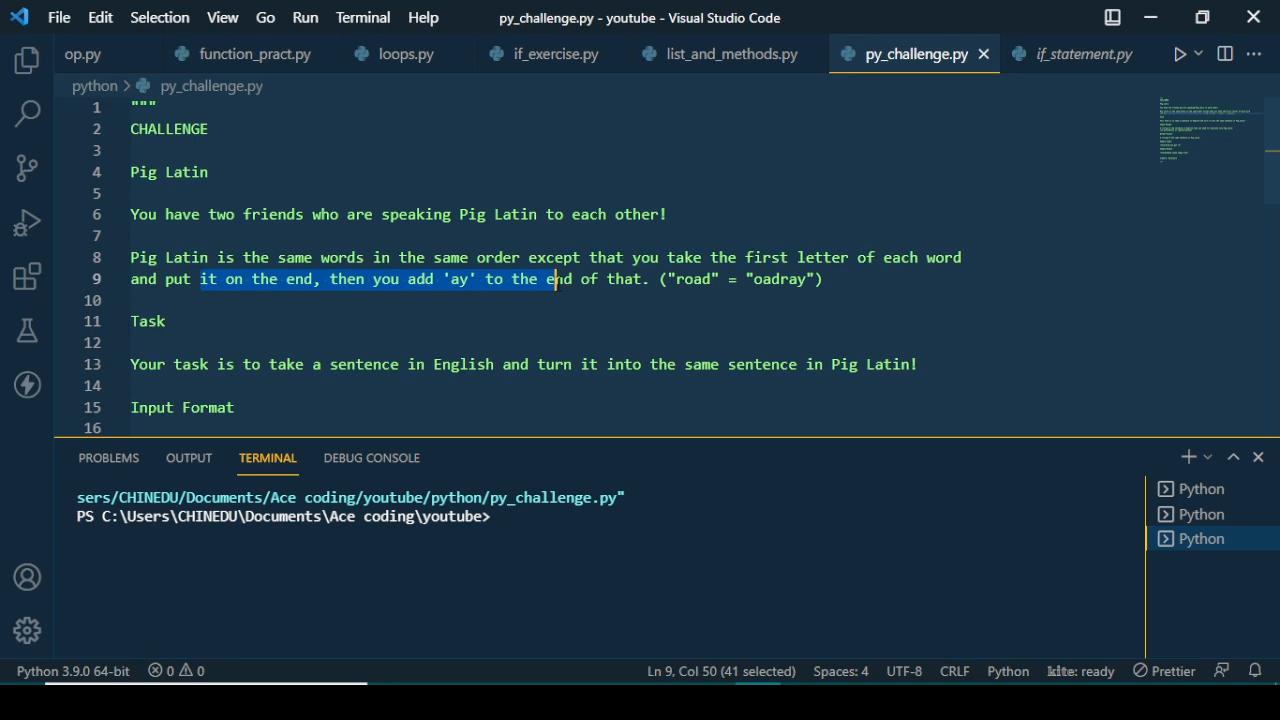 File Edit Selection View Go Run Terminal Help py_challenge.py - youtube - Visual Studio Code
op.py function_pract.py loops.py if_exercise.py list_and_methods.py py_challenge.py if_statement.py
python > py_challenge.py
1 """
2 CHALLENGE
3
4 Pig Latin
5
6 You have two friends who are speaking Pig Latin to each other!
7
8 Pig Latin is the same words in the same order except that you take the first letter of each word
9 and put it on the end, then you add 'ay' to the end of that. ("road" = "oadray")
10
11 Task
12
13 Your task is to take a sentence in English and turn it into the same sentence in Pig Latin!
14
15 Input Format
16
PROBLEMS OUTPUT TERMINAL DEBUG CONSOLE
sers/CHINEDU/Documents/Ace coding/youtube/python/py_challenge.py"
PS C:\Users\CHINEDU\Documents\Ace coding\youtube>
Python
Python
Python
Python 3.9.0 64-bit 0 0 Ln 9, Col 50 (41 selected) Spaces: 4 UTF-8 CRLF Python kite: ready Prettier